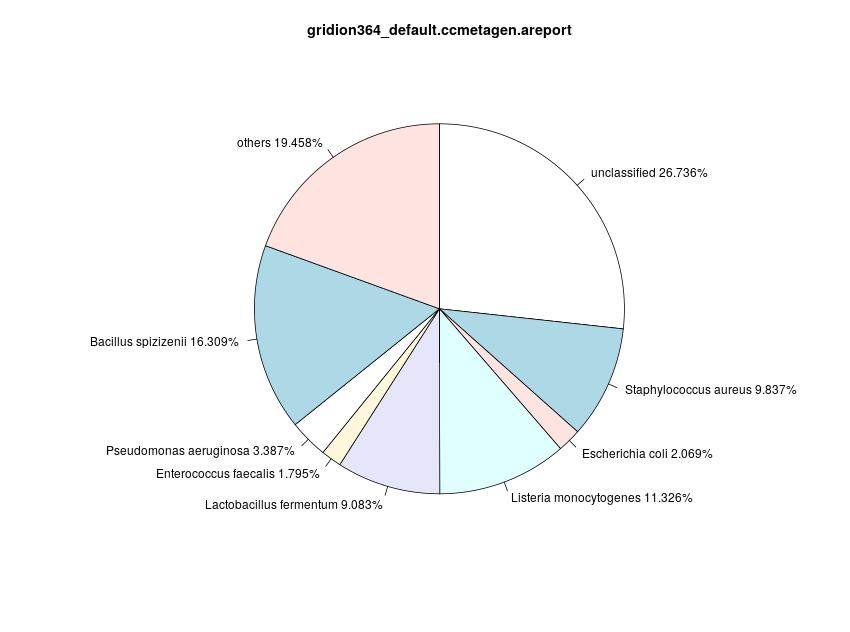 gridion364_default.ccmetagen.areport
others 19.458%
unclassified 26.736%
Bacillus spizizenii 16.309%
Staphylococcus aureus 9.837%
Pseudomonas aeruginosa 3.387%
Escherichia coli 2.069%
Enterococcus faecalis 1.795%
Listeria monocytogenes 11.326%
Lactobacillus fermentum 9.083%